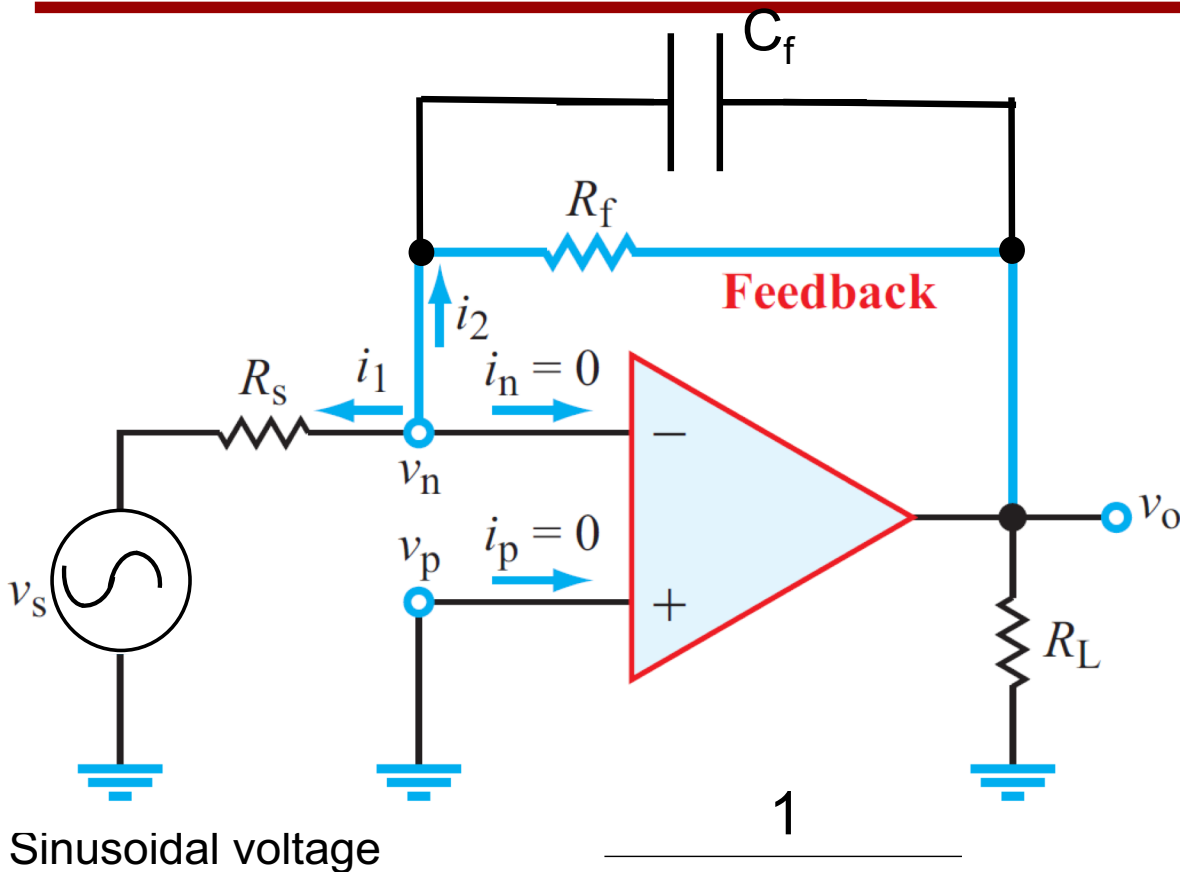 Cf
Rf
Feedback
i2
Rs
i1
in = 0
−
vn
vp
ip = 0
+
vo
vs
RL
1
Sinusoidal voltage